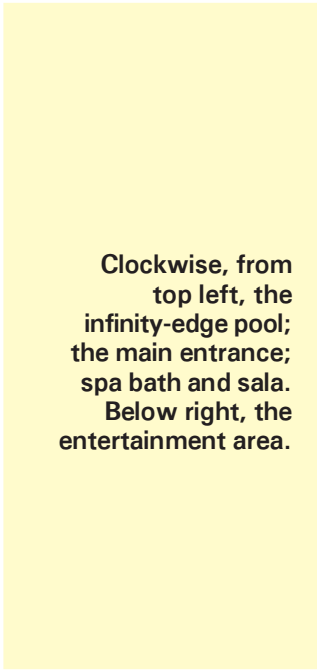 Clockwise, from
top left, the
infinity-edge pool;
the main entrance;
spa bath and sala.
Below right, the
entertainment area.